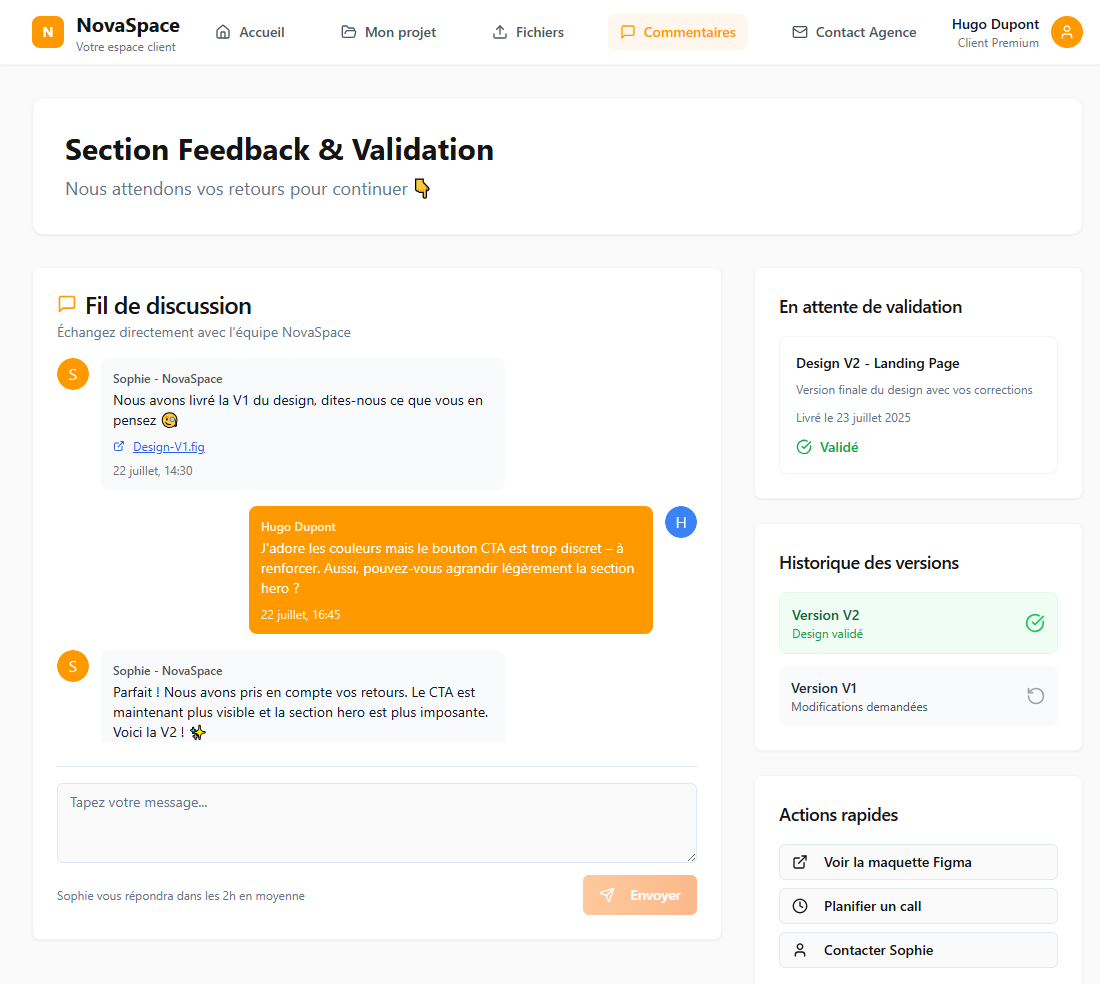 N
NovaSpace
Votre espace client
Accueil
Mon projet
Fichiers
Commentaires
Contact Agence
Hugo Dupont
Client Premium
Section Feedback & Validation
Nous attendons vos retours pour continuer 👇
Fil de discussion
Échangez directement avec l'équipe NovaSpace
S
Sophie - NovaSpace
Nous avons livré la V1 du design, dites-nous ce que vous en
pensez 🧐
Design-V1.fig
22 juillet, 14:30
Hugo Dupont
J'adore les couleurs mais le bouton CTA est trop discret – à
renforcer. Aussi, pouvez-vous agrandir légèrement la section
hero ?
22 juillet, 16:45
H
S
Sophie - NovaSpace
Parfait ! Nous avons pris en compte vos retours. Le CTA est
maintenant plus visible et la section hero est plus imposante.
Voici la V2 ! ✨
Tapez votre message...
Sophie vous répondra dans les 2h en moyenne
Envoyer
En attente de validation
Design V2 - Landing Page
Version finale du design avec vos corrections
Livré le 23 juillet 2025
Validé
Historique des versions
Version V2
Design validé
Version V1
Modifications demandées
Actions rapides
Voir la maquette Figma
Planifier un call
Contacter Sophie